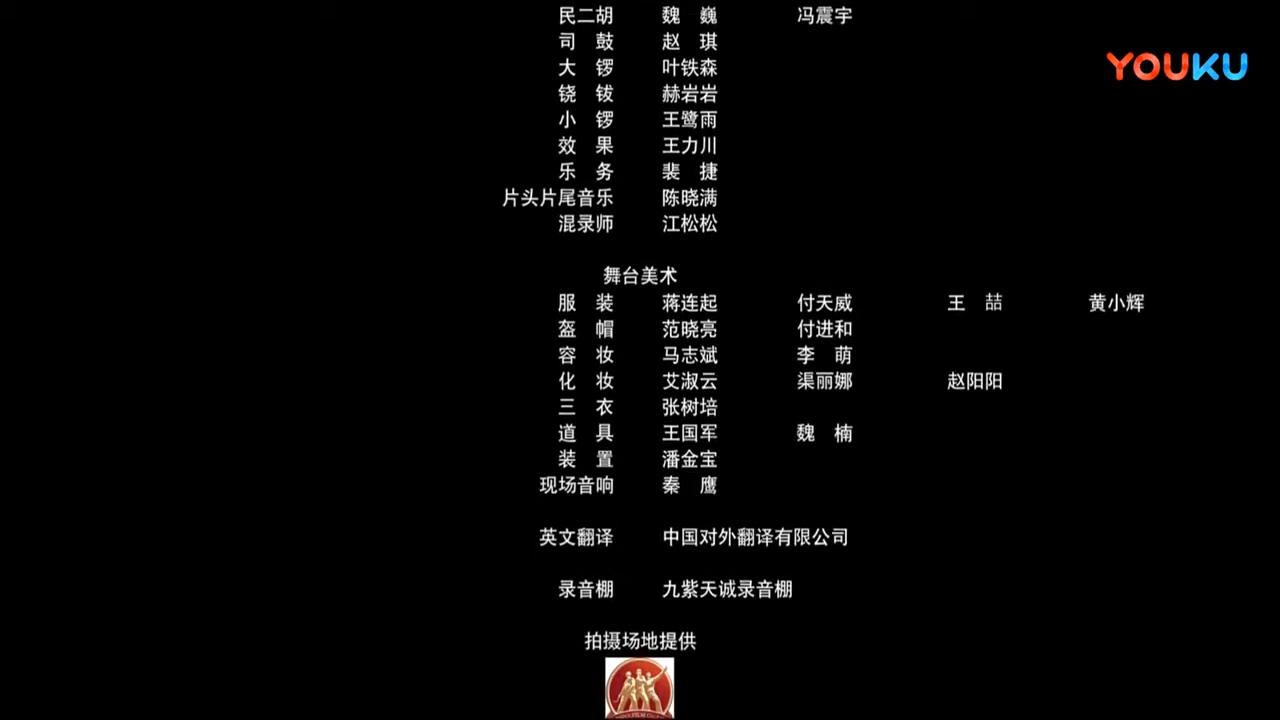 民二胡 魏 巍 冯震宇
司 鼓 赵 琪
YOUKU
大 锣 叶铁森
铙 钹 赫岩岩
小 锣 王鹭雨
效 果 王力川
乐 务 裴 捷
片头片尾音乐 陈晓满
混录师 江松松
舞台美术
服 装 蒋连起 付天威 王 喆 黄小辉
盔 帽 范晓亮 付进和
容 妆 马志斌 李 萌
化 妆 艾淑云 渠丽娜 赵阳阳
三 衣 张树培
道 具 王国军 魏 楠
装 置 潘金宝
现场音响 秦 鹰
英文翻译 中国对外翻译有限公司
录音棚 九紫天诚录音棚
拍摄场地提供